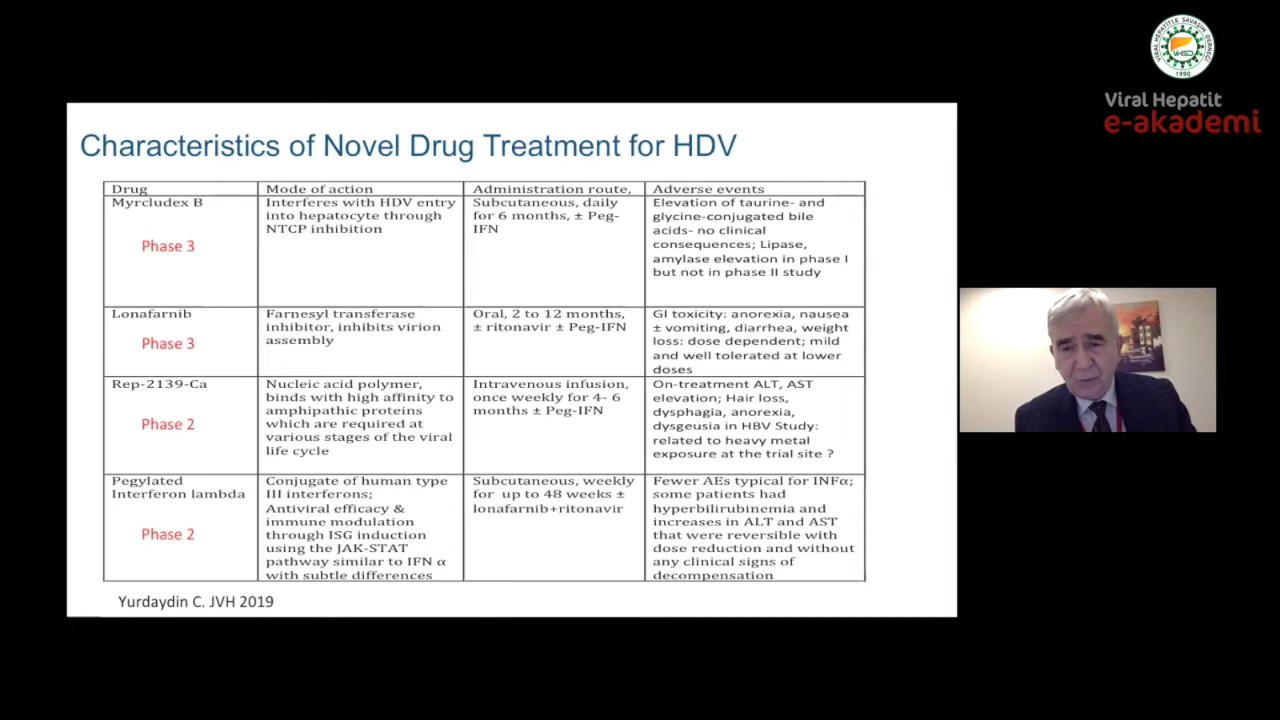 VİRAL HEPATİTLE SAVAŞIM DERNEĞİ
VHSD
1990
Viral Hepatit
e-akademi
Characteristics of Novel Drug Treatment for HDV
Drug
Mode of action
Administration route,
Adverse events
Myrcludex B
Phase 3
Interferes with HDV entry
into hepatocyte through
NTCP inhibition
Subcutaneous, daily
for 6 months, ± Peg-
IFN
Elevation of taurine- and
glycine-conjugated bile
acids- no clinical
consequences; Lipase,
amylase elevation in phase I
but not in phase II study
Lonafarnib
Phase 3
Farnesyl transferase
inhibitor, inhibits virion
assembly
Oral, 2 to 12 months,
± ritonavir ± Peg-IFN
GI toxicity: anorexia, nausea
± vomiting, diarrhea, weight
loss: dose dependent; mild
and well tolerated at lower
doses
Rep-2139-Ca
Phase 2
Nucleic acid polymer,
binds with high affinity to
amphipathic proteins
which are required at
various stages of the viral
life cycle
Intravenous infusion,
once weekly for 4- 6
months ± Peg-IFN
On-treatment ALT, AST
elevation; Hair loss,
dysphagia, anorexia,
dysgeusia in HBV Study:
related to heavy metal
exposure at the trial site ?
Pegylated
Interferon lambda
Phase 2
Conjugate of human type
III interferons;
Antiviral efficacy &
immune modulation
through ISG induction
using the JAK-STAT
pathway similar to IFN α
with subtle differences
Subcutaneous, weekly
for up to 48 weeks ±
lonafarnib+ritonavir
Fewer AEs typical for INFα;
some patients had
hyperbilirubinemia and
increases in ALT and AST
that were reversible with
dose reduction and without
any clinical signs of
decompensation
Yurdaydin C. JVH 2019